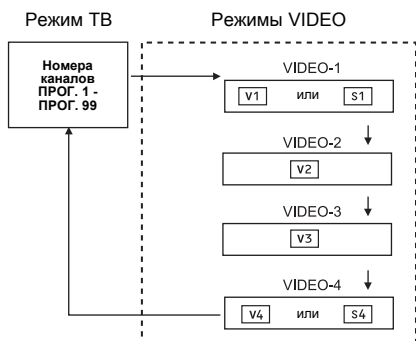 Режим ТВ
Режимы VIDEO
Номера
каналов
ПРОГ. 1 -
ПРОГ. 99
VIDEO-1
V1 или S1
VIDEO-2
V2
VIDEO-3
V3
VIDEO-4
V4 или S4